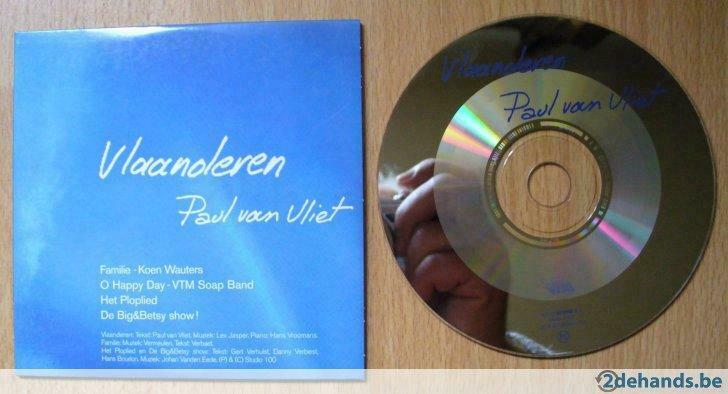 Vlaanderen
Paul van Vliet
Familie - Koen Wauters
O Happy Day - VTM Soap Band
Het Ploplied
De Big&Betsy show!
Vlaanderen: Tekst: Paul van Vliet, Muziek: Lex Jasper, Piano: Hans Vroomans.
Familie: Muziek: Vermeulen, Tekst: Verbaet.
Het Ploplied en De Big&Betsy show: Tekst: Gert Verhulst, Danny Verbiest,
Hans Bourlon, Muziek: Johan Vanden Eede, (P) & (C) Studio 100
Vlaanderen
Paul van Vliet
2dehands.be